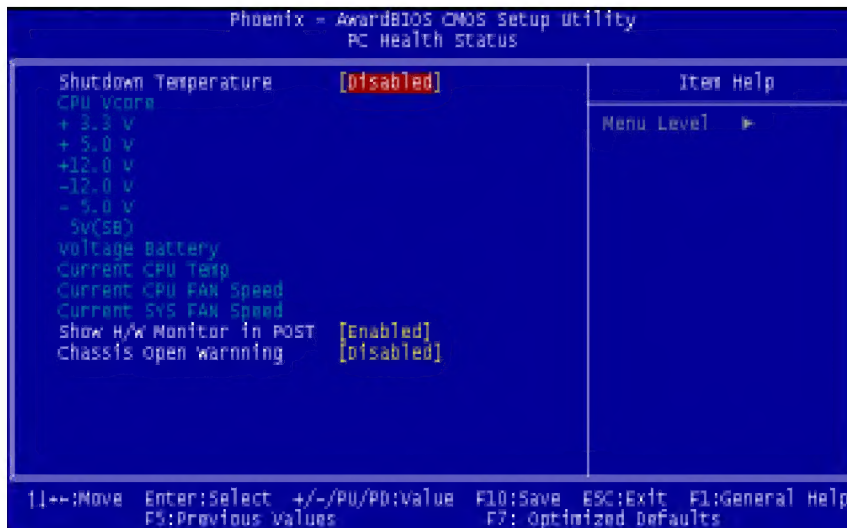 Phoenix - AwardBIOS CMOS Setup Utility
PC Health Status
Shutdown Temperature [Disabled]
Item Help
CPU Vcore
Menu Level ►
+ 3.3 V
+ 5.0 V
+12.0 V
-12.0 V
- 5.0 V
5V(SB)
Voltage Battery
Current CPU Temp
Current CPU FAN Speed
Current SYS FAN Speed
Show H/W Monitor in POST [Enabled]
Chassis Open Warnning [Disabled]
↑↓→←:Move Enter:Select +/-/PU/PD:Value F10:Save ESC:Exit F1:General Help
F5:Previous Values F7: Optimized Defaults